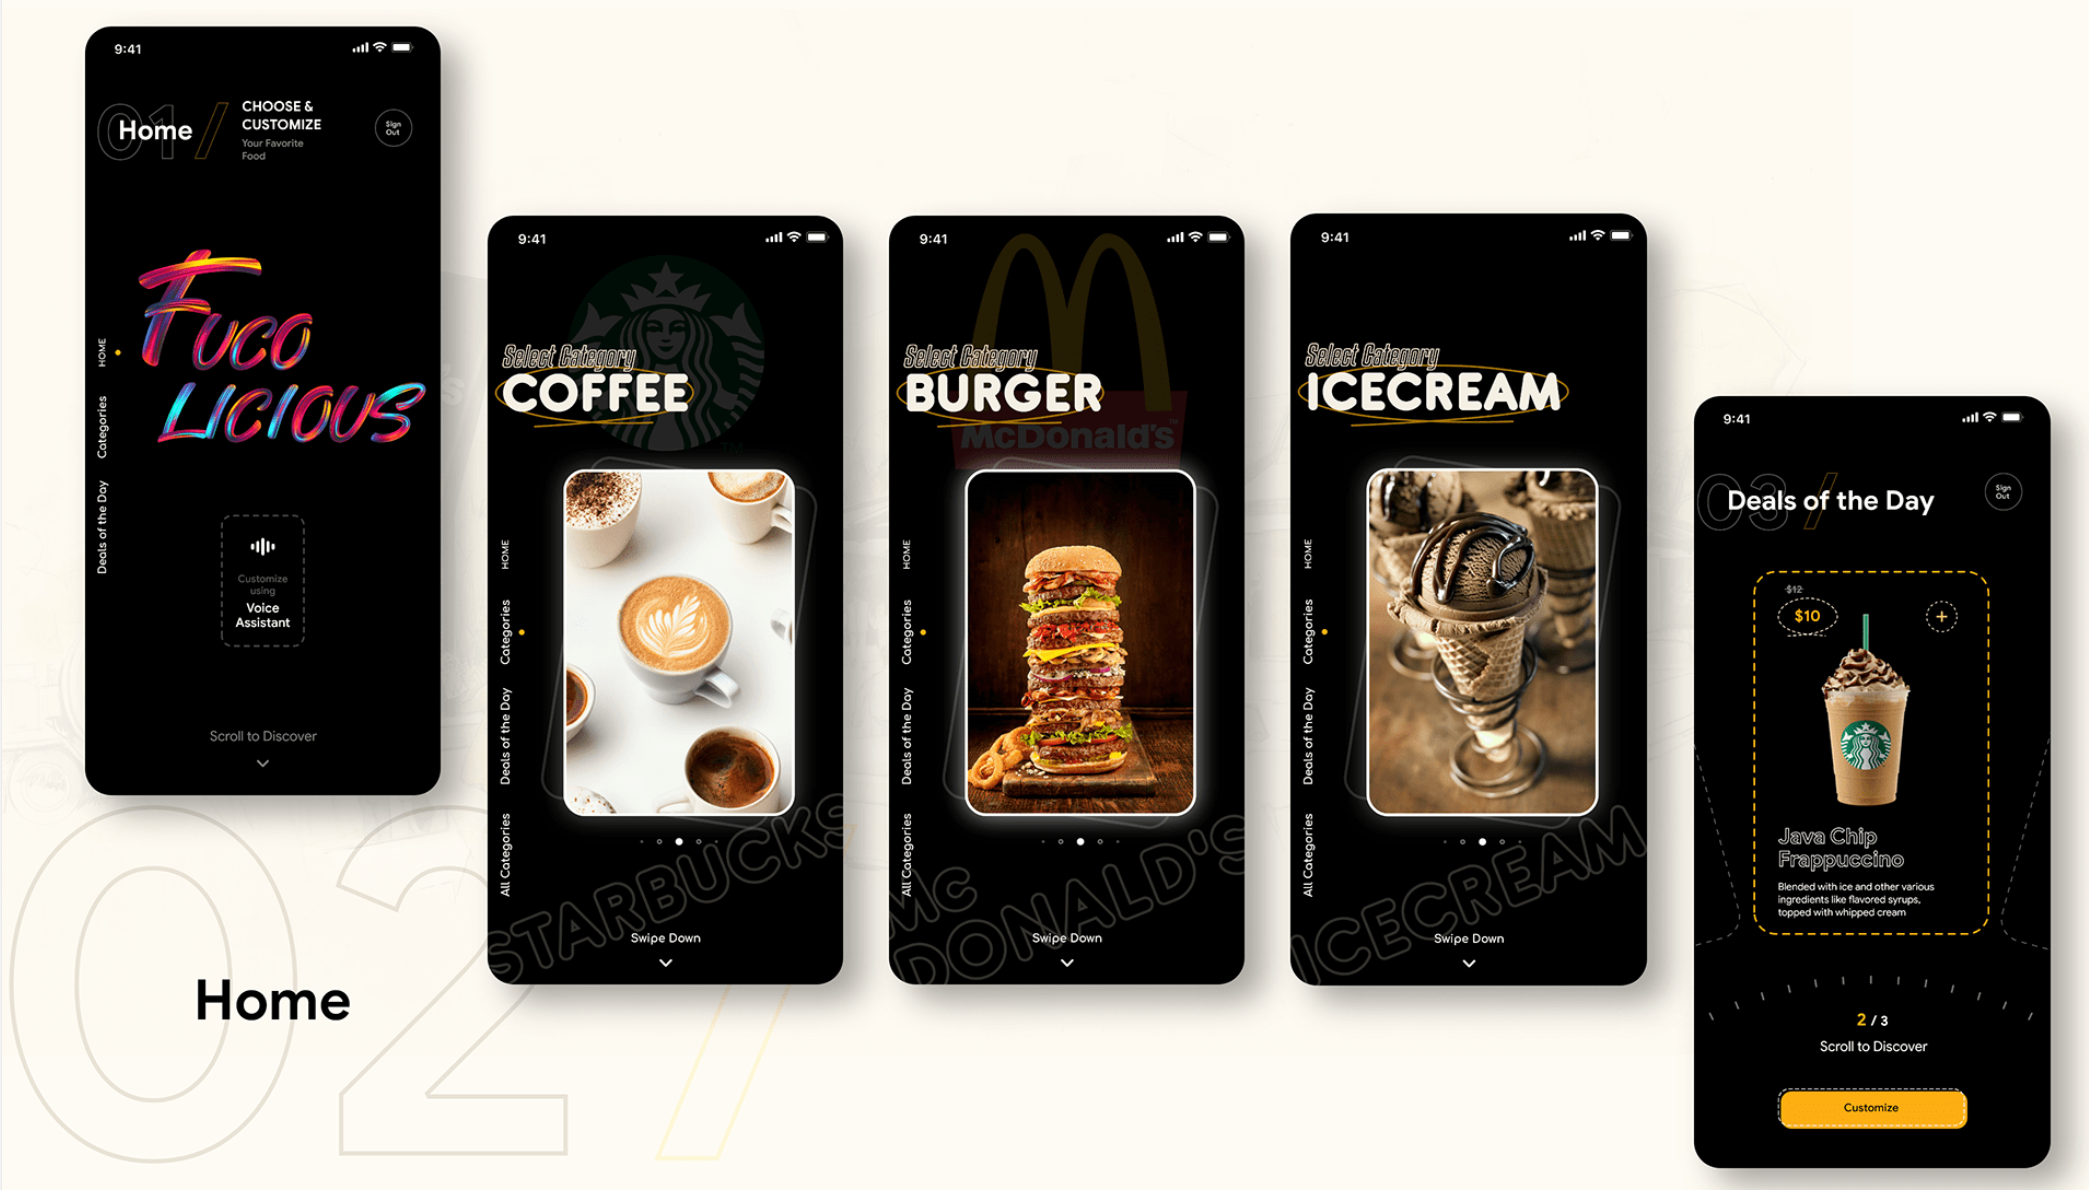 9:41
01/
Home
CHOOSE &
CUSTOMIZE
Your Favorite
Food
Sign
Out
FUCO
LICIOUS
HOME
Categories
Deals of the Day
Customize
using
Voice
Assistant
Scroll to Discover
02/
Home
9:41
Select Category
COFFEE
TM
HOME
Categories
Deals of the Day
All Categories
STARBUCKS
Swipe Down
9:41
Select Category
BURGER
McDonald's
TM
HOME
Categories
Deals of the Day
All Categories
Mc
DONALD'S
Swipe Down
9:41
Select Category
ICECREAM
HOME
Categories
Deals of the Day
All Categories
ICECREAM
Swipe Down
9:41
03/
Deals of the Day
Sign
Out
$12
$10
+
Java Chip
Frappuccino
Blended with ice and other various
ingredients like flavored syrups,
topped with whipped cream
2 / 3
Scroll to Discover
Customize